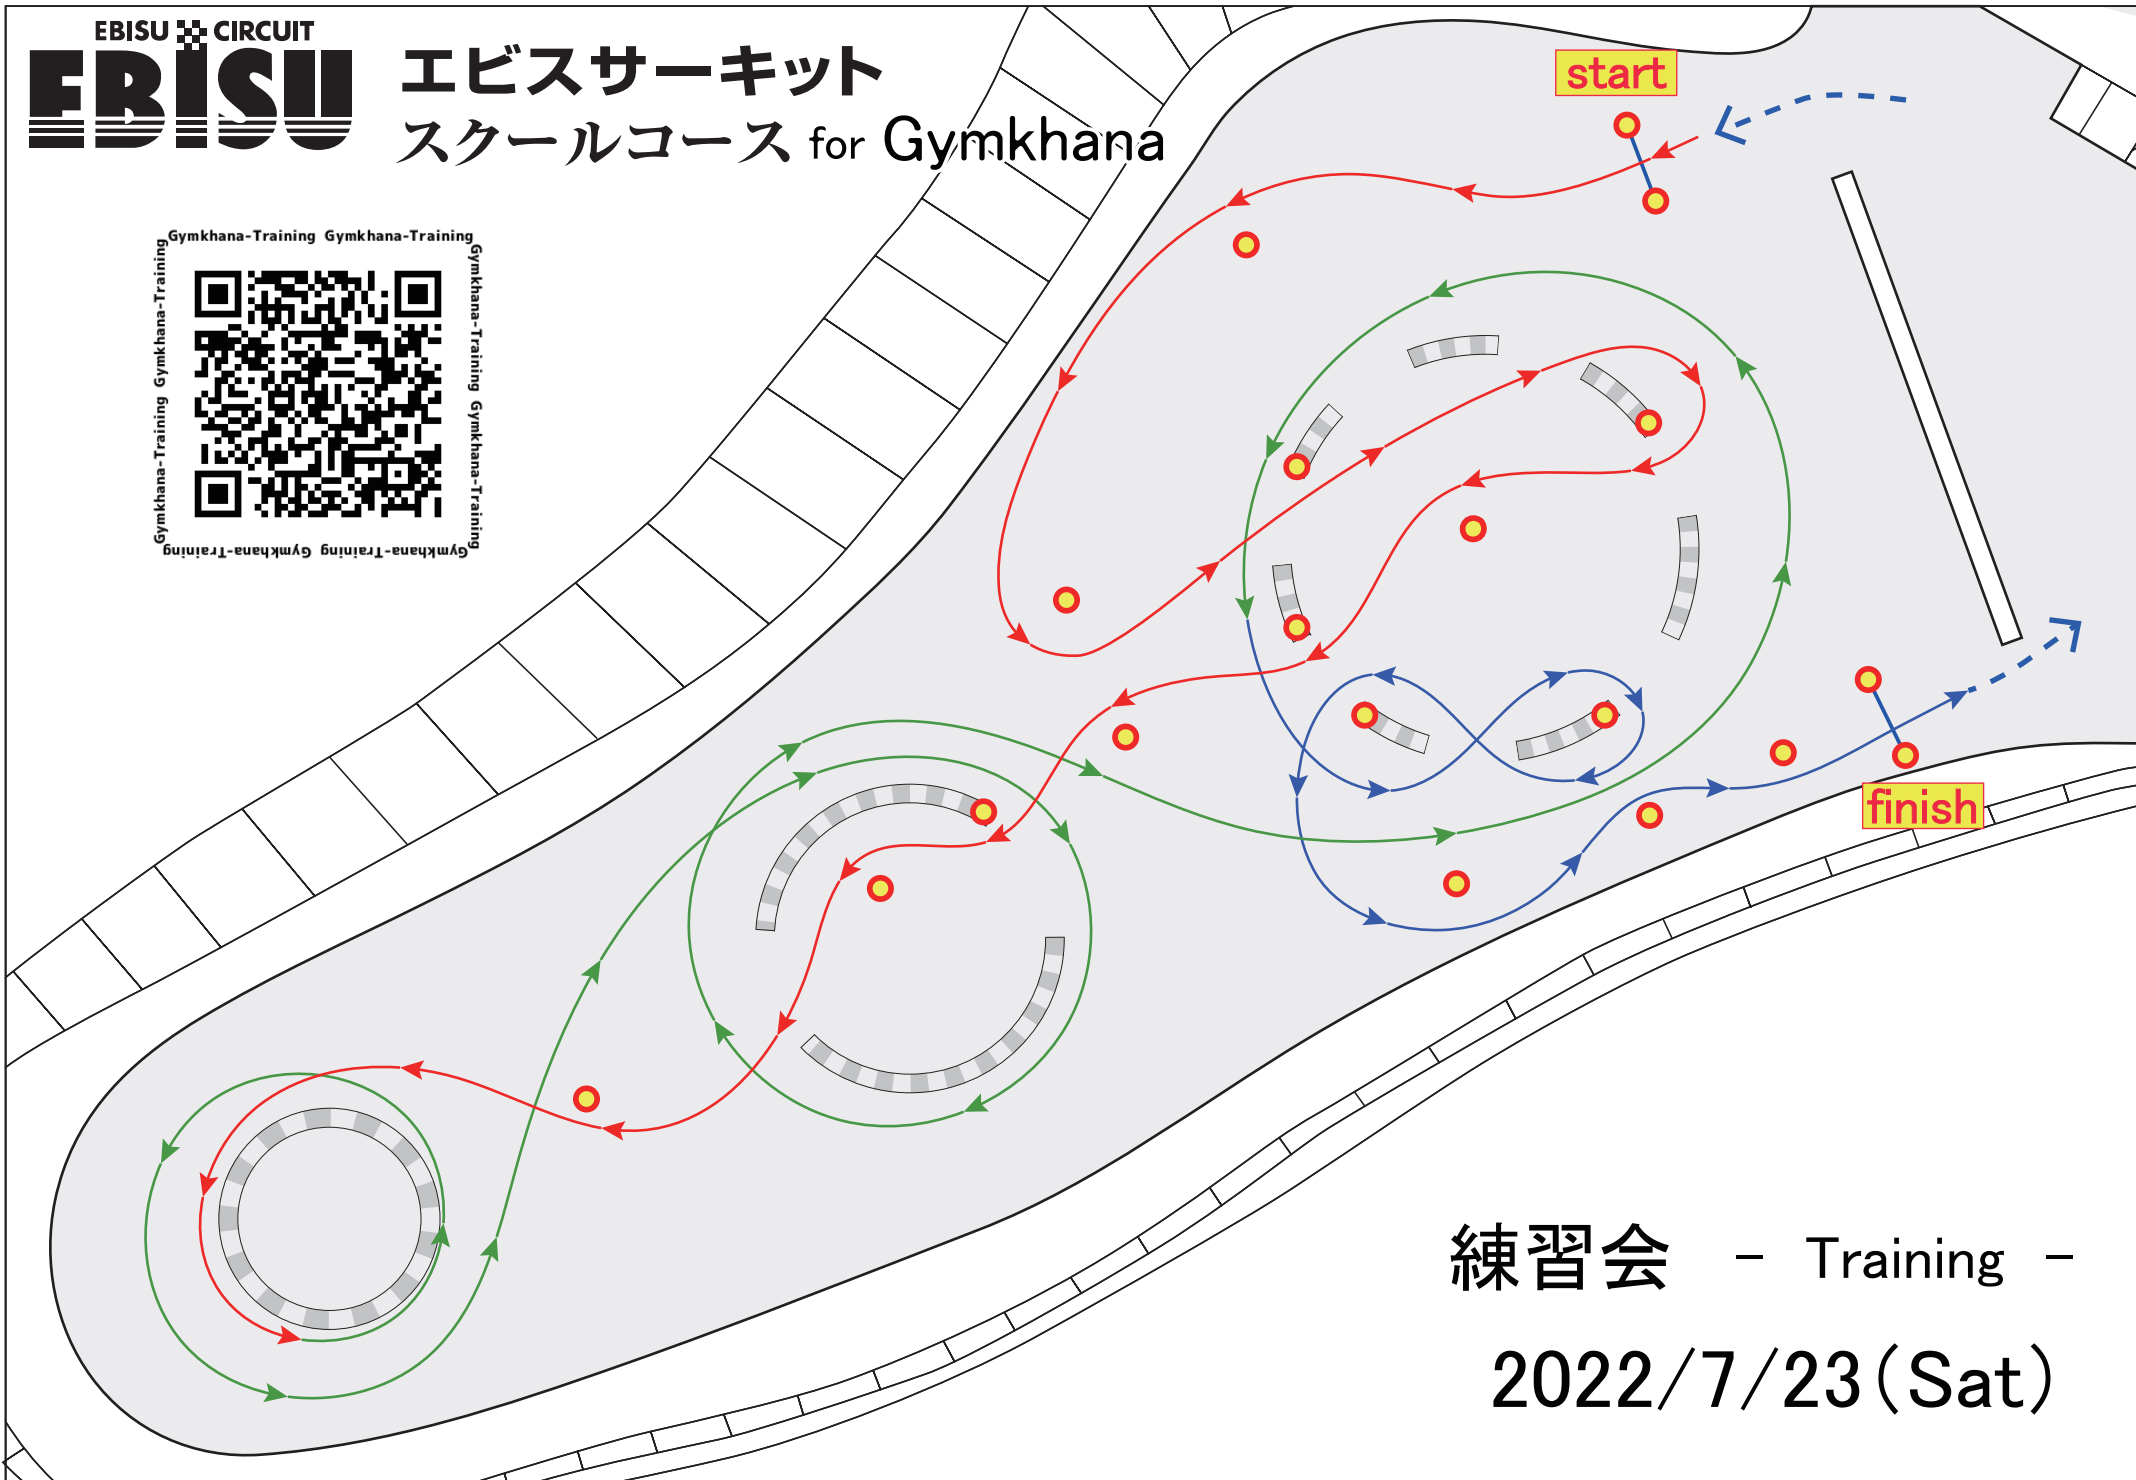 EBISU CIRCUIT
EBISU
エビスサーキット
スクールコース for Gymkhana
start
Gymkhana-Training Gymkhana-Training
Gymkhana-Training Gymkhana-Training
Gymkhana-Training Gymkhana-Training
Gymkhana-Training Gymkhana-Training
finish
練習会 - Training -
2022/7/23(Sat)